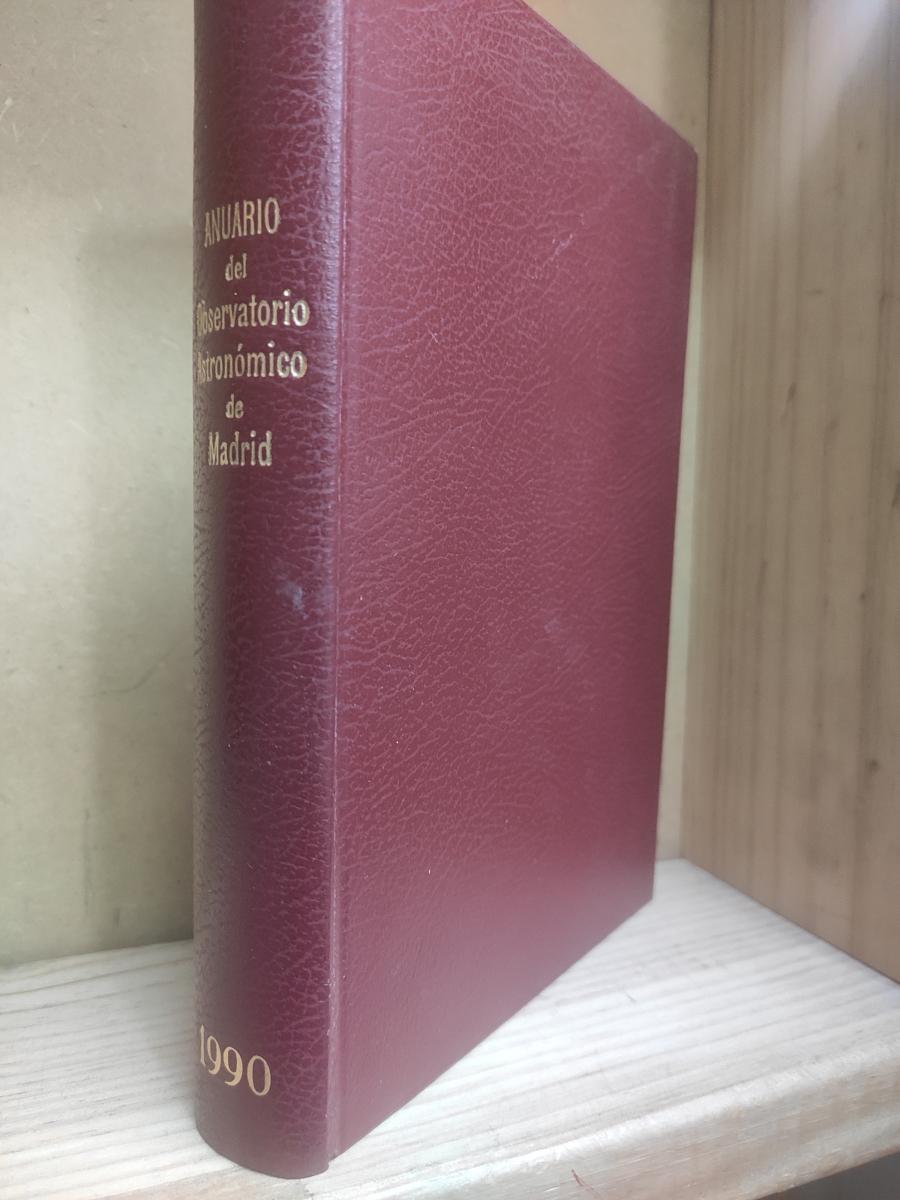 ANUARIO
del
Observatorio
Astronómico
de
Madrid
1990